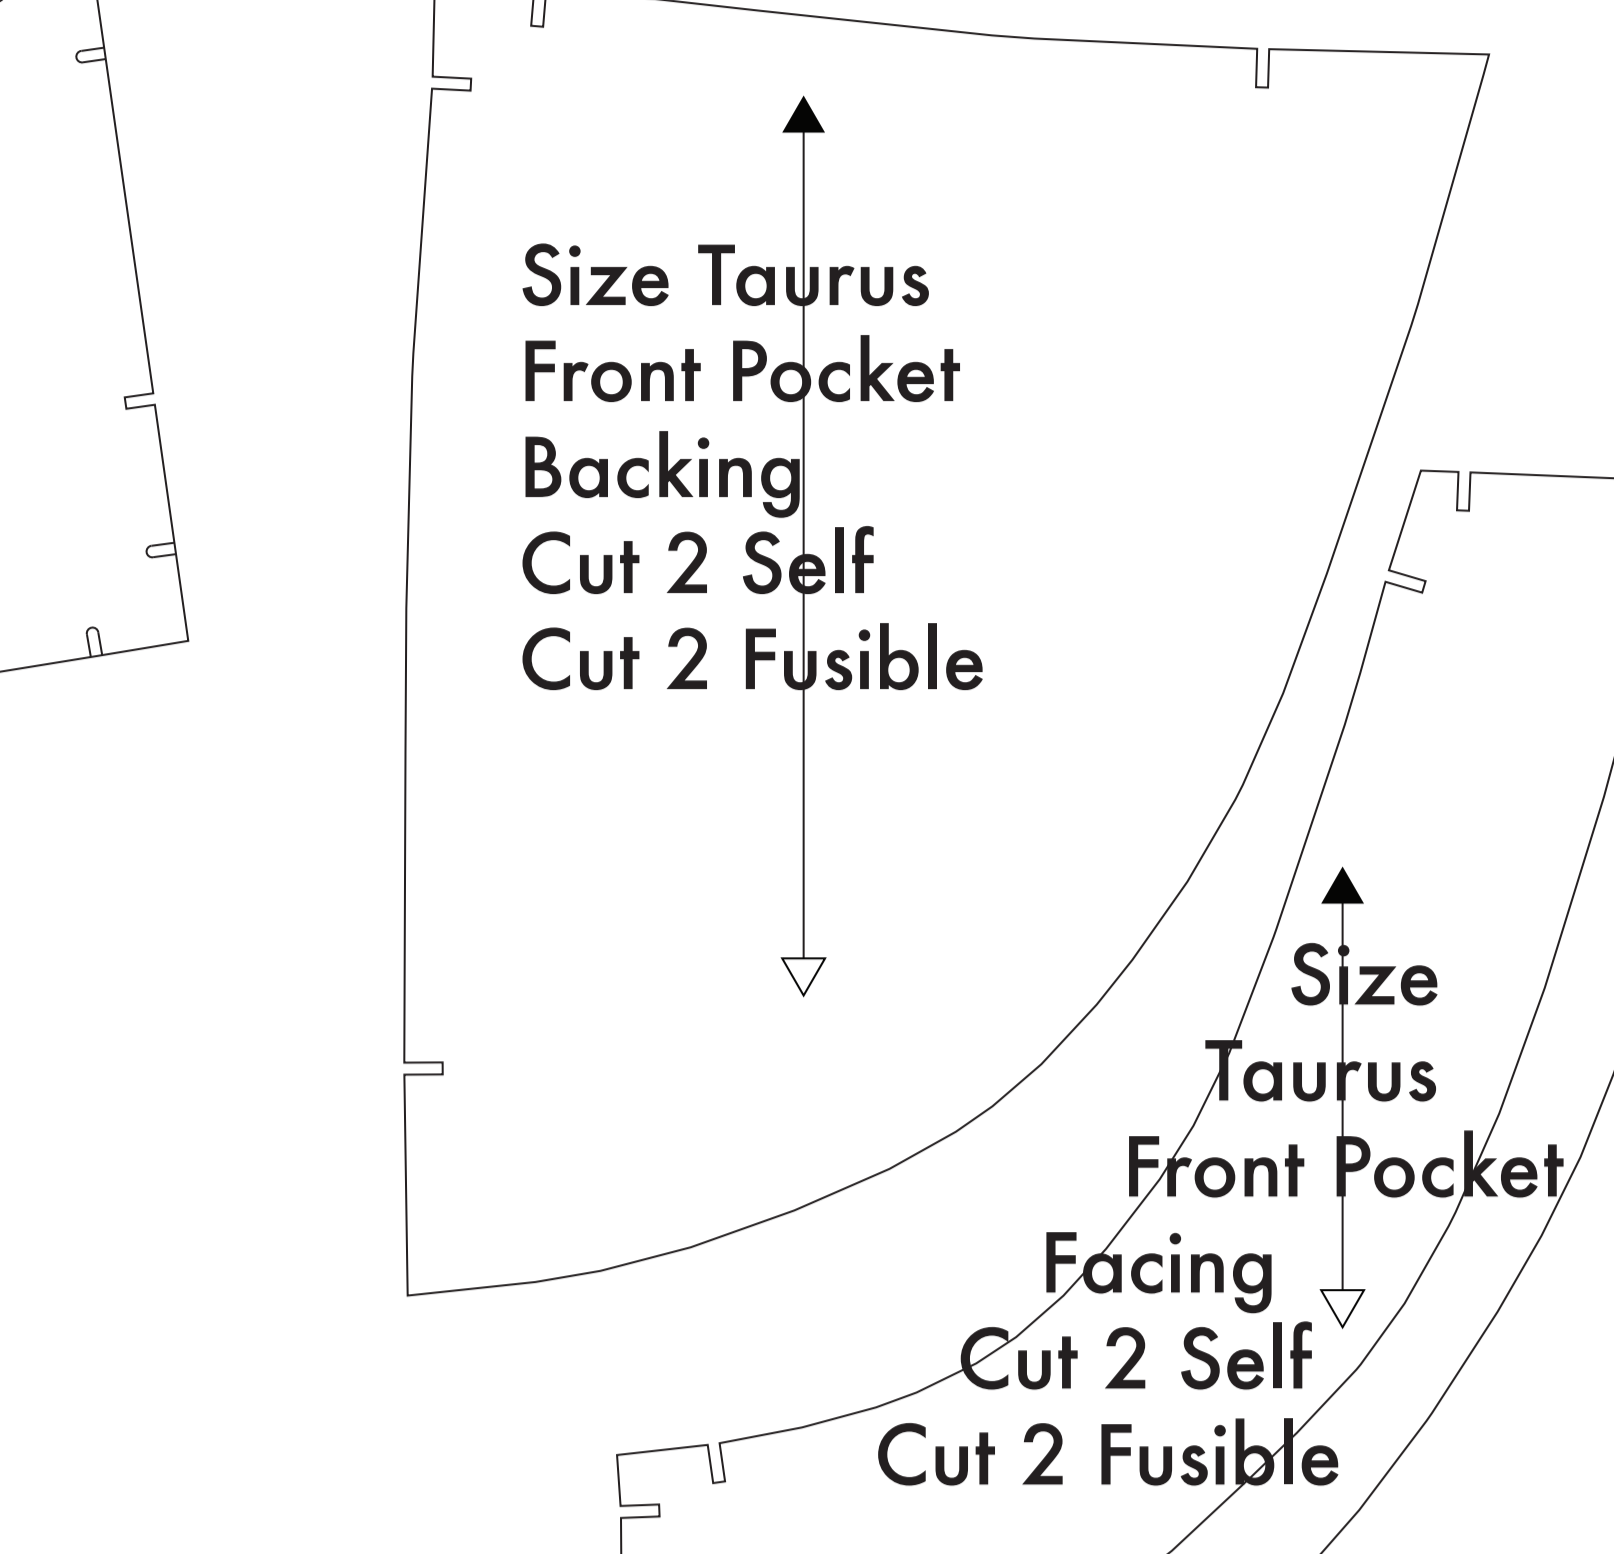 Size Taurus
Front Pocket
Backing
Cut 2 Self
Cut 2 Fusible
Size
Taurus
Front Pocket
Facing
Cut 2 Self
Cut 2 Fusible